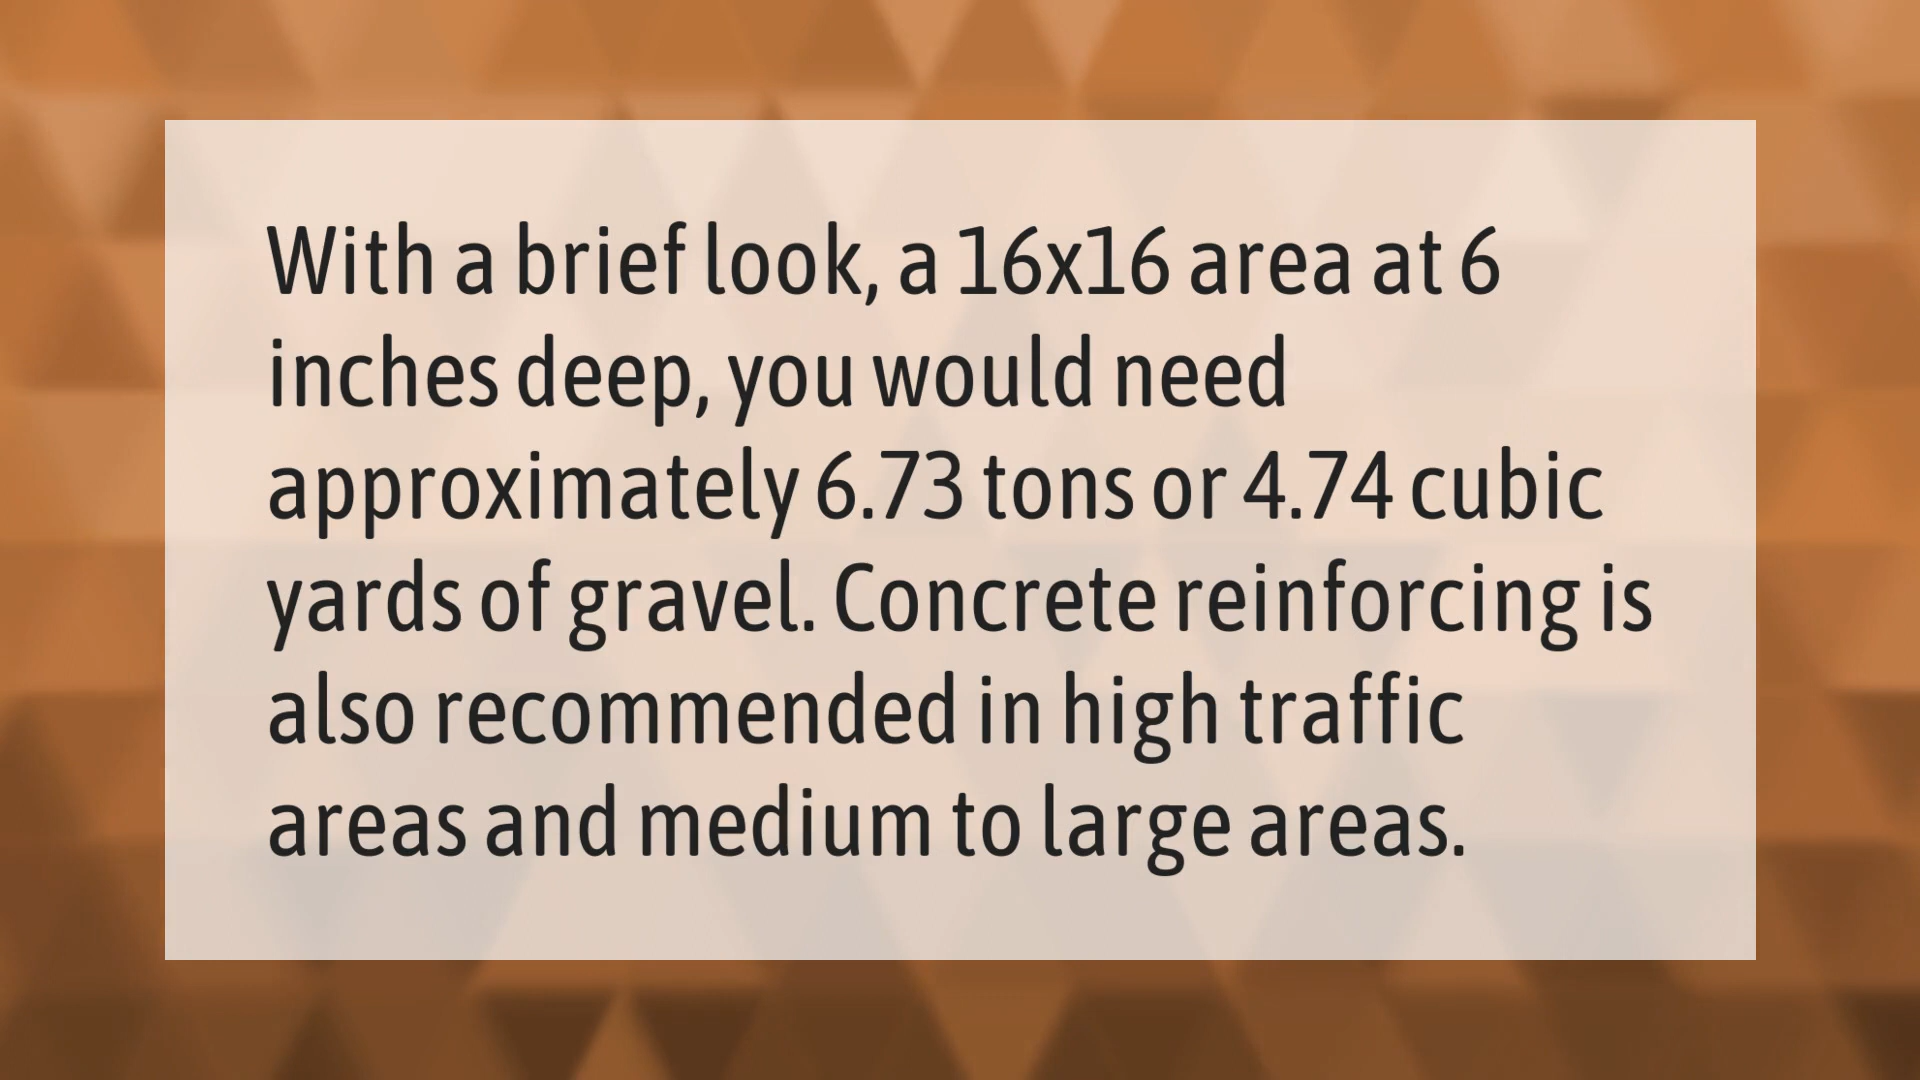 With a brief look, a 16x16 area at 6
inches deep, you would need
approximately 6.73 tons or 4.74 cubic
yards of gravel. Concrete reinforcing is
also recommended in high traffic
areas and medium to large areas.